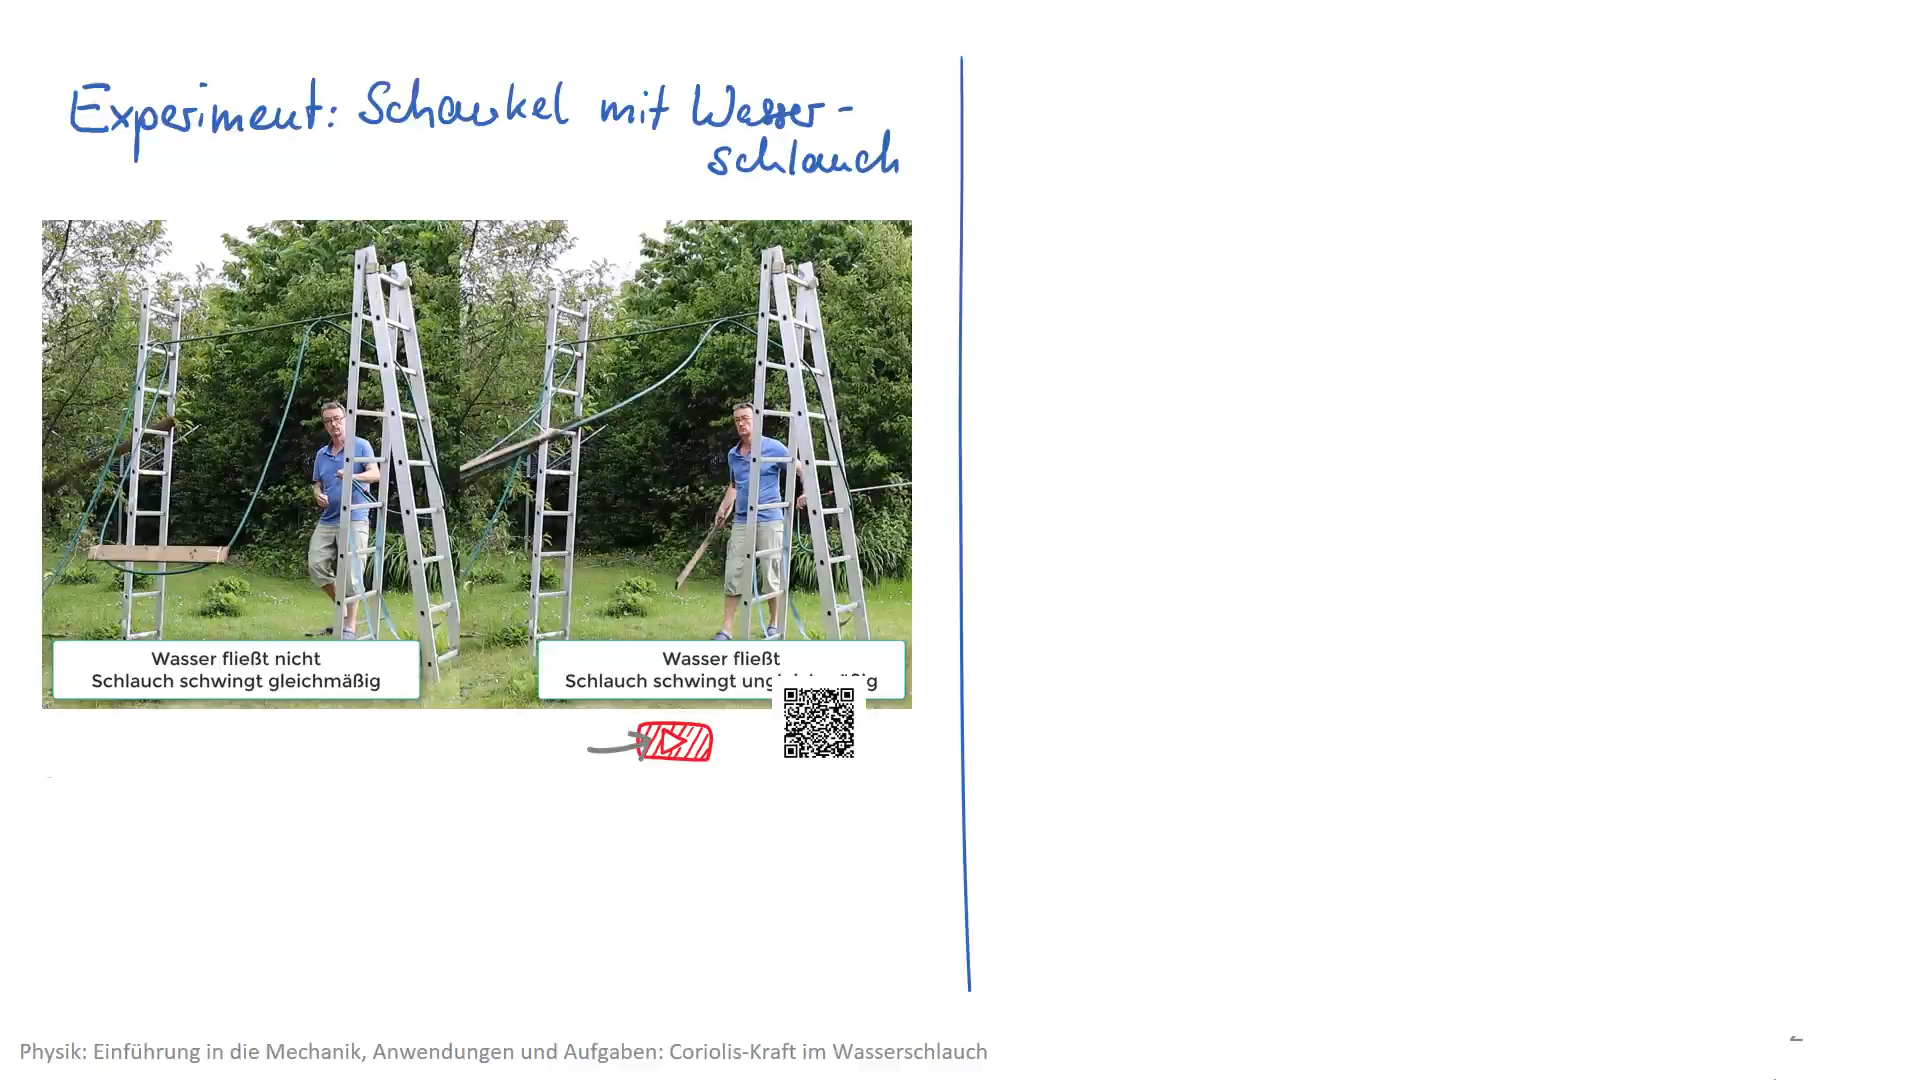 Experiment: Schaukel mit Wasser-
schlauch
Wasser fließt nicht
Schlauch schwingt gleichmäßig
Wasser fließt
Schlauch schwingt
Physik: Einführung in die Mechanik, Anwendungen und Aufgaben: Coriolis-Kraft im Wasserschlauch